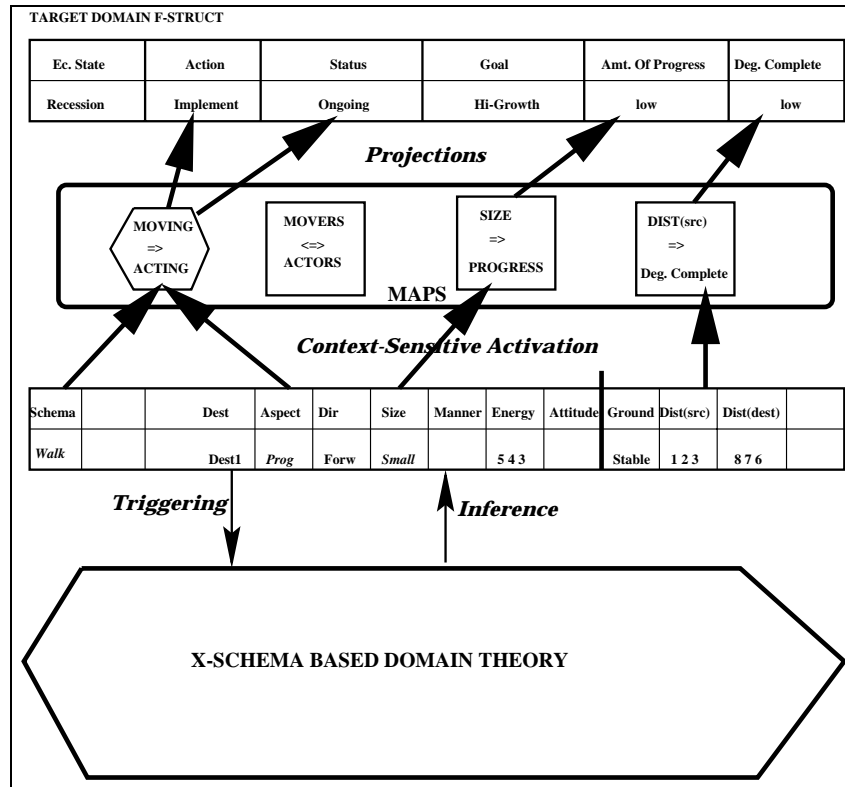 TARGET DOMAIN F-STRUCT
Ec. State Action Status Goal Amt. Of Progress Deg. Complete
Recession Implement Ongoing Hi-Growth low low
Projections
MOVING => ACTING
MOVERS <=> ACTORS
SIZE => PROGRESS
DIST(src) => Deg. Complete
MAPS
Context-Sensitive Activation
Schema Dest Aspect Dir Size Manner Energy Attitude Ground Dist(src) Dist(dest)
Walk Dest1 Prog Forw Small 5 4 3 Stable 1 2 3 8 7 6
Triggering
Inference
X-SCHEMA BASED DOMAIN THEORY